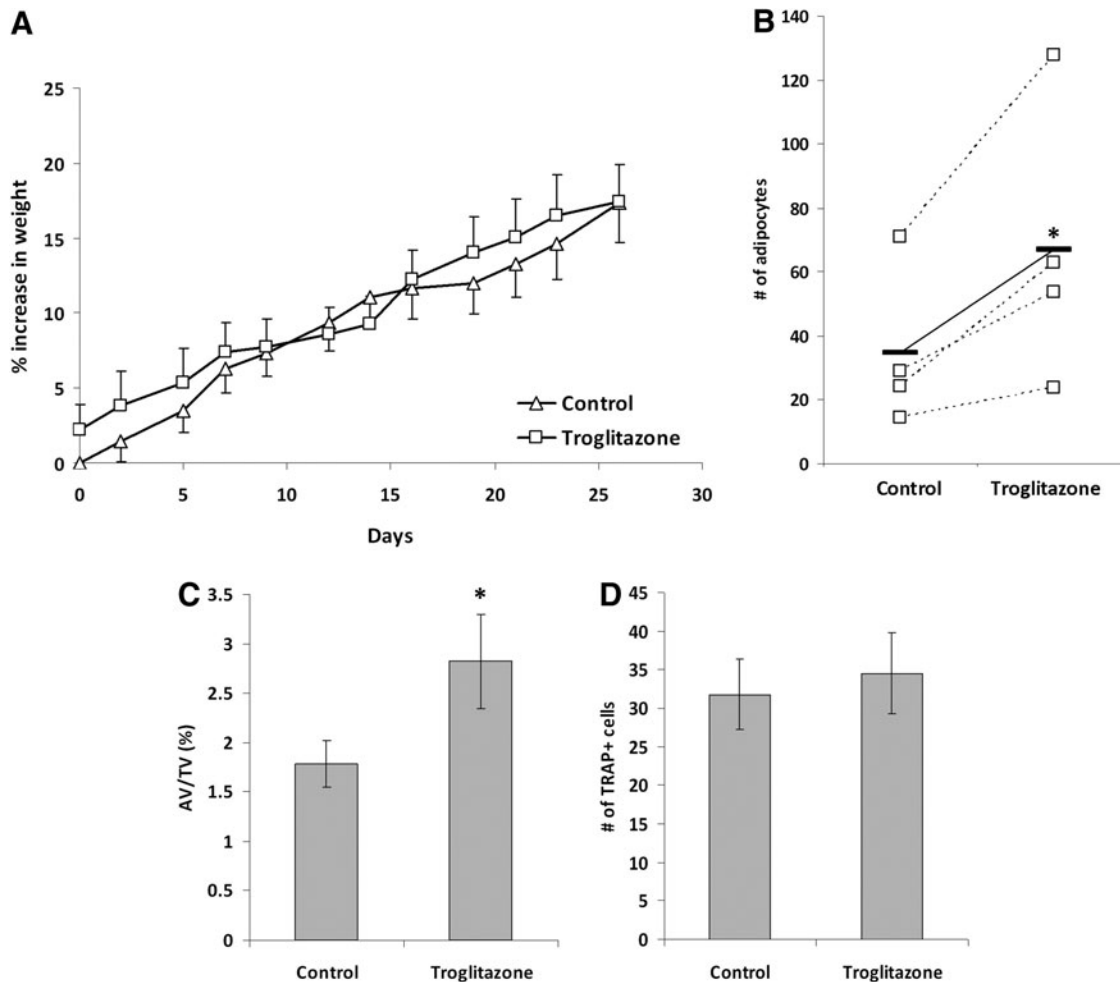 A
% increase in weight
25
20
15
10
5
0
0 5 10 15 20 25 30
Days
Control
Troglitazone
B
# of adipocytes
140
120
100
80
60
40
20
0
*
Control Troglitazone
C
AV/TV (%)
3.5
3
2.5
2
1.5
1
0.5
0
*
Control Troglitazone
D
# of TRAP+ cells
45
40
35
30
25
20
15
10
5
0
Control Troglitazone